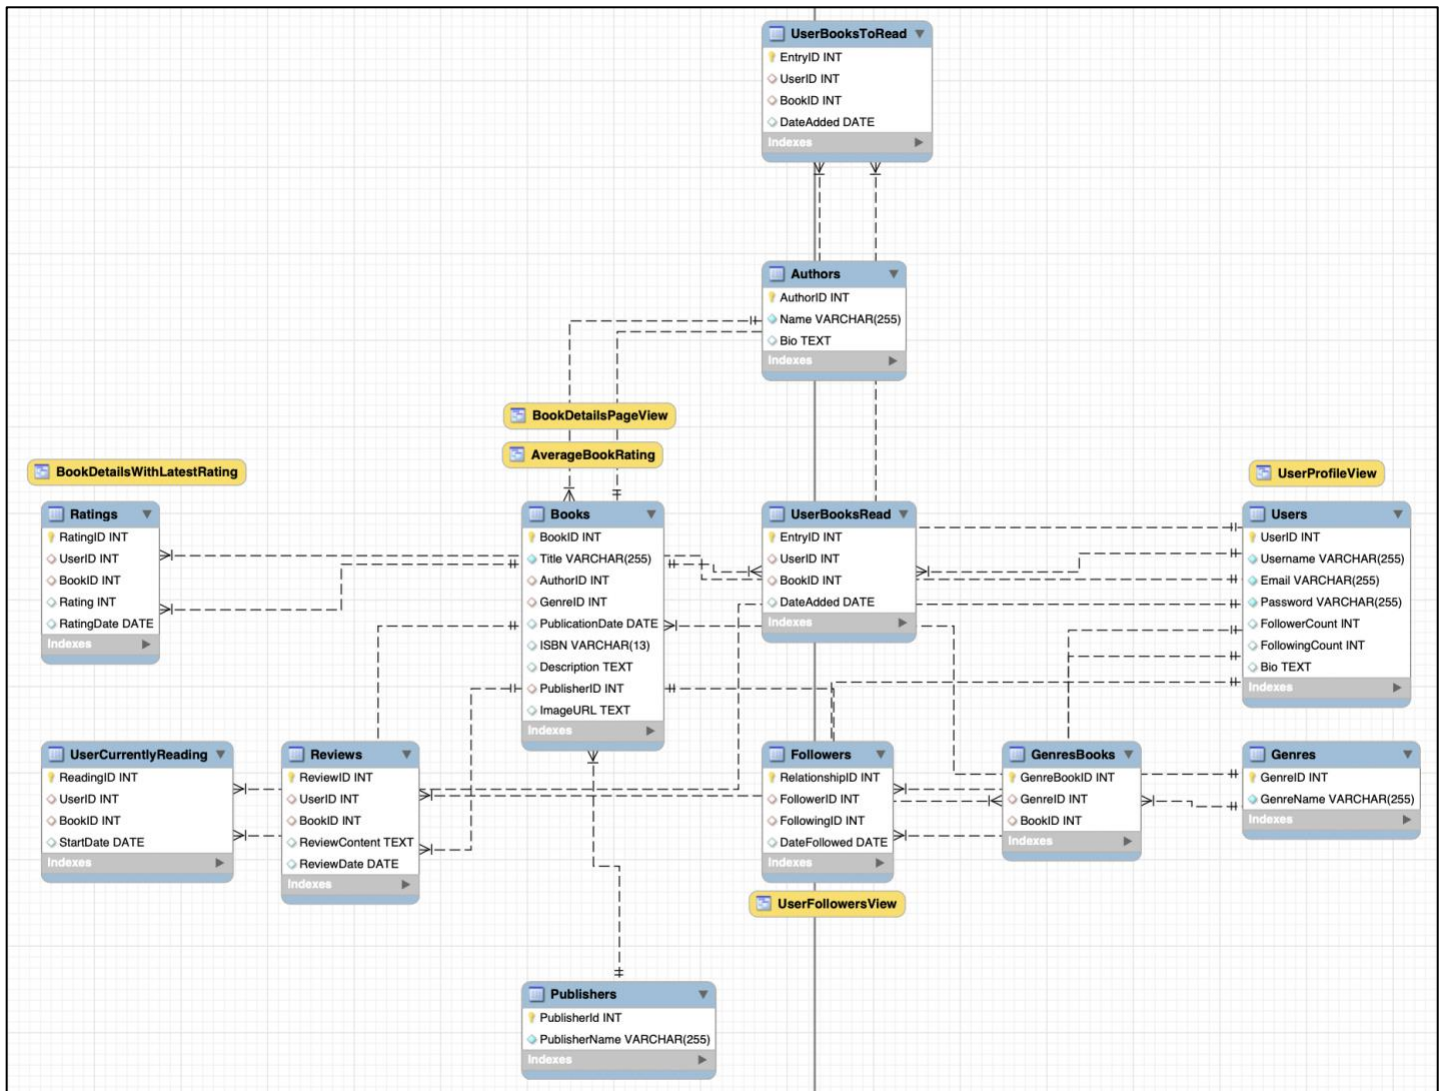 UserBooksToRead
EntryID INT
UserID INT
BookID INT
DateAdded DATE
Indexes
Authors
AuthorID INT
Name VARCHAR(255)
Bio TEXT
Indexes
BookDetailsPageView
AverageBookRating
BookDetailsWithLatestRating
UserProfileView
Ratings
RatingID INT
UserID INT
BookID INT
Rating INT
RatingDate DATE
Indexes
Books
BookID INT
Title VARCHAR(255)
AuthorID INT
GenreID INT
PublicationDate DATE
ISBN VARCHAR(13)
Description TEXT
PublisherID INT
ImageURL TEXT
Indexes
UserBooksRead
EntryID INT
UserID INT
BookID INT
DateAdded DATE
Indexes
Users
UserID INT
Username VARCHAR(255)
Email VARCHAR(255)
Password VARCHAR(255)
FollowerCount INT
FollowingCount INT
Bio TEXT
Indexes
UserCurrentlyReading
ReadingID INT
UserID INT
BookID INT
StartDate DATE
Indexes
Reviews
ReviewID INT
UserID INT
BookID INT
ReviewContent TEXT
ReviewDate DATE
Indexes
Followers
RelationshipID INT
FollowerID INT
FollowingID INT
DateFollowed DATE
Indexes
GenresBooks
GenreBookID INT
GenreID INT
BookID INT
Indexes
Genres
GenreID INT
GenreName VARCHAR(255)
Indexes
UserFollowersView
Publishers
PublisherId INT
PublisherName VARCHAR(255)
Indexes